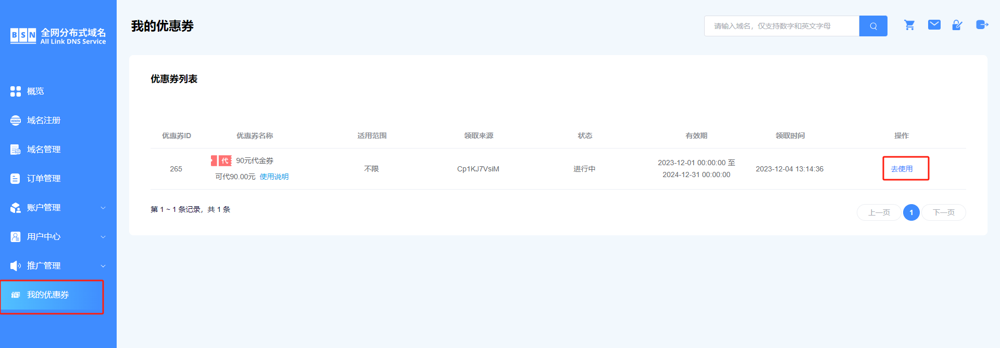 BSN 全网分布式域名
All Link DNS Service
概览
域名注册
域名管理
订单管理
账户管理
用户中心
推广管理
我的优惠券
我的优惠券
请输入域名，仅支持数字和英文字母
优惠券列表
优惠券ID 优惠券名称 适用范围 领取来源 状态 有效期 领取时间 操作
265 代 90元代金券 不限 Cp1KJ7VsiM 进行中 2023-12-01 00:00:00 至 2023-12-04 13:14:36 去使用
可代90.00元 使用说明 2024-12-31 00:00:00
第 1 ~ 1 条记录，共 1 条 上一页 1 下一页